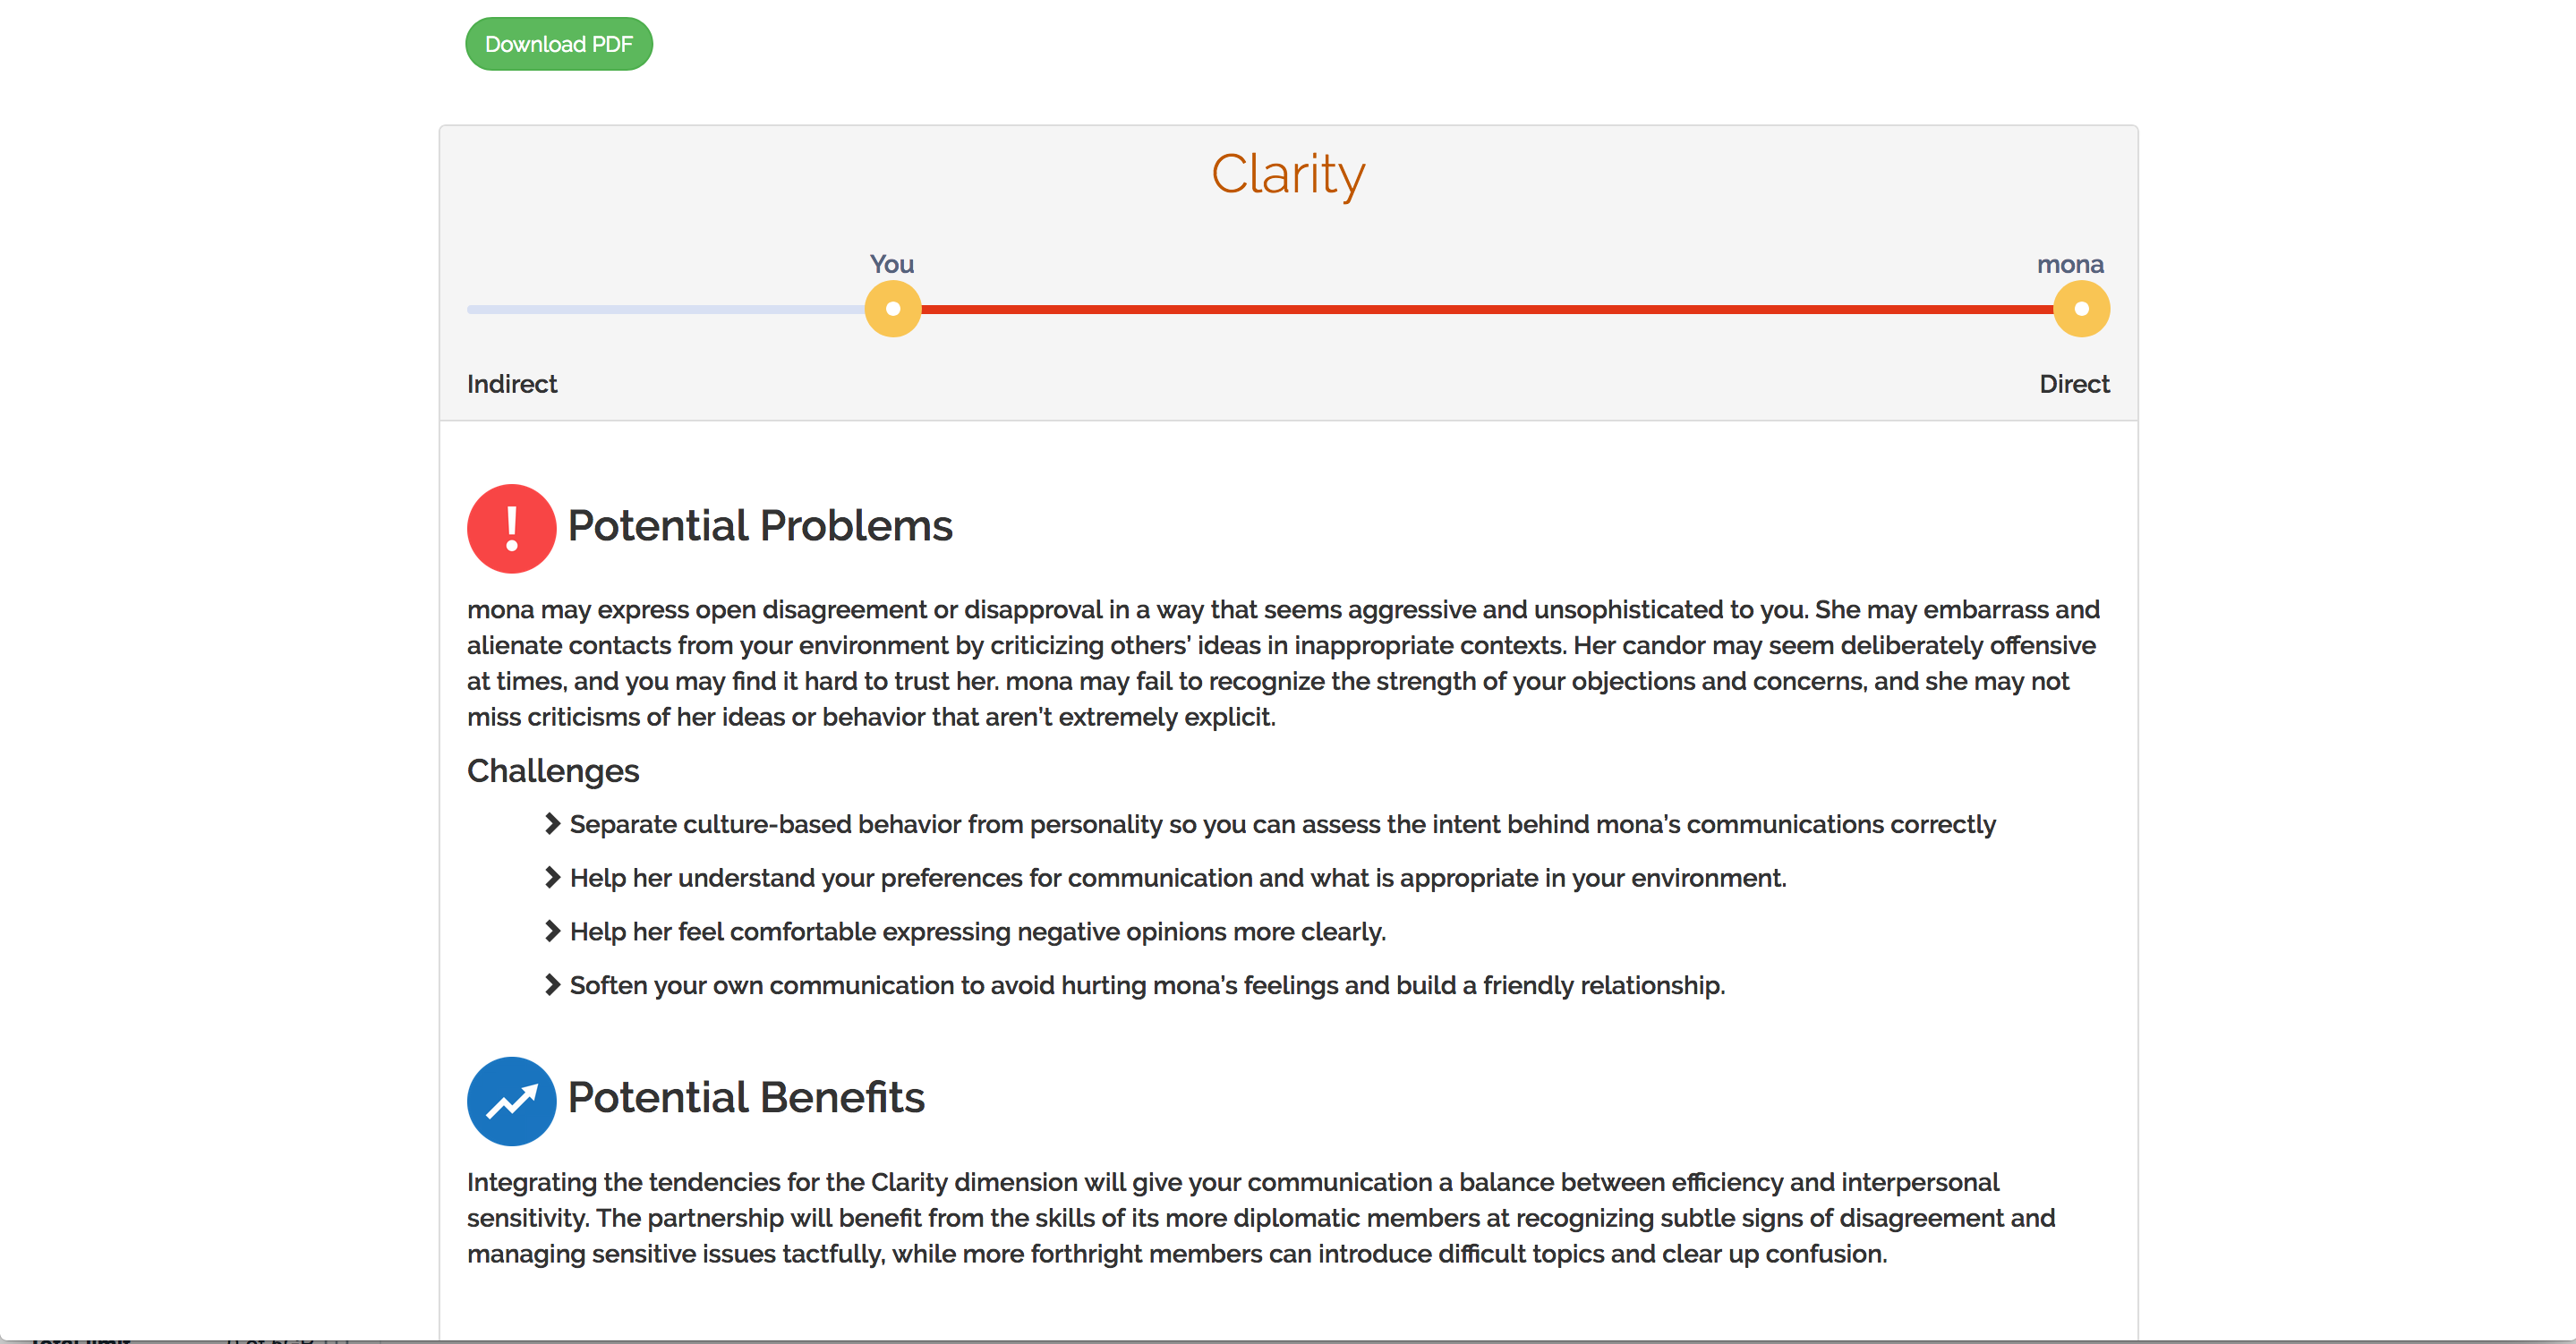 Download PDF
Clarity
You
mona
Indirect
Direct
Potential Problems
mona may express open disagreement or disapproval in a way that seems aggressive and unsophisticated to you. She may embarrass and
alienate contacts from your environment by criticizing others’ ideas in inappropriate contexts. Her candor may seem deliberately offensive
at times, and you may find it hard to trust her. mona may fail to recognize the strength of your objections and concerns, and she may not
miss criticisms of her ideas or behavior that aren’t extremely explicit.
Challenges
Separate culture-based behavior from personality so you can assess the intent behind mona’s communications correctly
Help her understand your preferences for communication and what is appropriate in your environment.
Help her feel comfortable expressing negative opinions more clearly.
Soften your own communication to avoid hurting mona’s feelings and build a friendly relationship.
Potential Benefits
Integrating the tendencies for the Clarity dimension will give your communication a balance between efficiency and interpersonal
sensitivity. The partnership will benefit from the skills of its more diplomatic members at recognizing subtle signs of disagreement and
managing sensitive issues tactfully, while more forthright members can introduce difficult topics and clear up confusion.